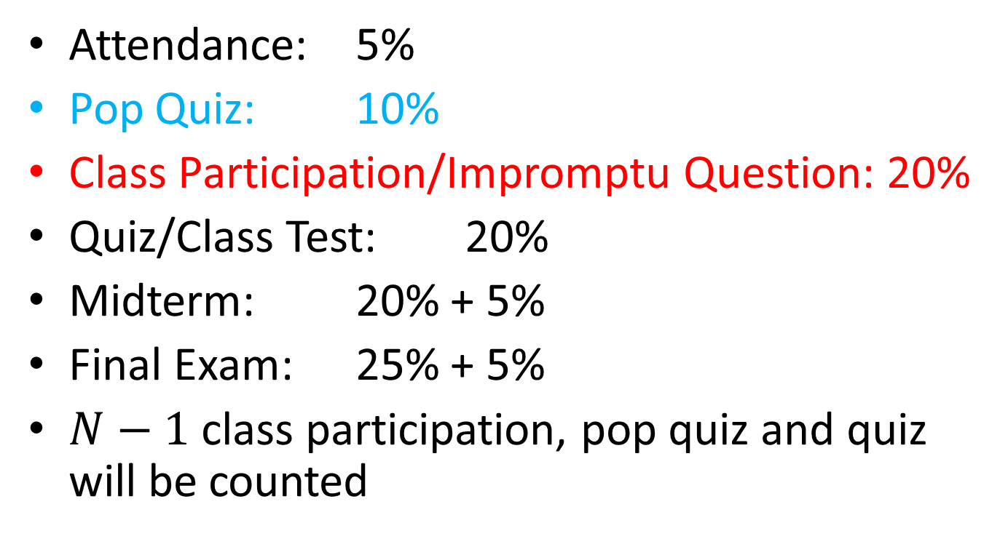 • Attendance: 5%
• Pop Quiz: 10%
• Class Participation/Impromptu Question: 20%
• Quiz/Class Test: 20%
• Midterm: 20% + 5%
• Final Exam: 25% + 5%
• N − 1 class participation, pop quiz and quiz
will be counted